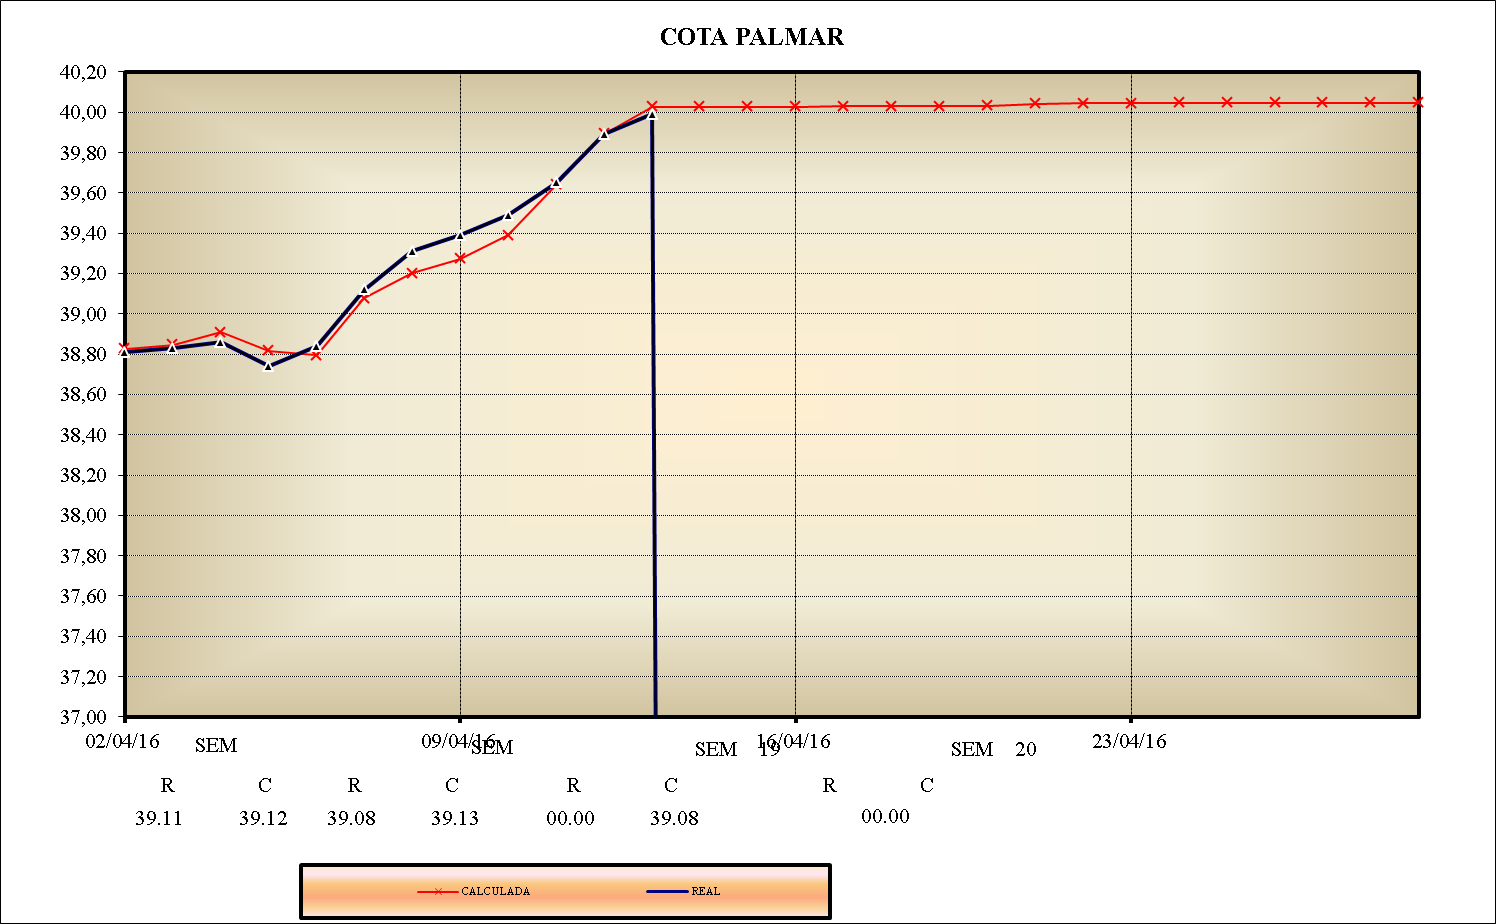 COTA PALMAR
40,20
40,00
39,80
39,60
39,40
39,20
39,00
38,80
38,60
38,40
38,20
38,00
37,80
37,60
37,40
37,20
37,00
02/04/16 09/04/16 16/04/16 23/04/16
SEM SEM SEM 19 SEM 20
R C R C R C R C
39.11 39.12 39.08 39.13 00.00 39.08 00.00
CALCULADA REAL